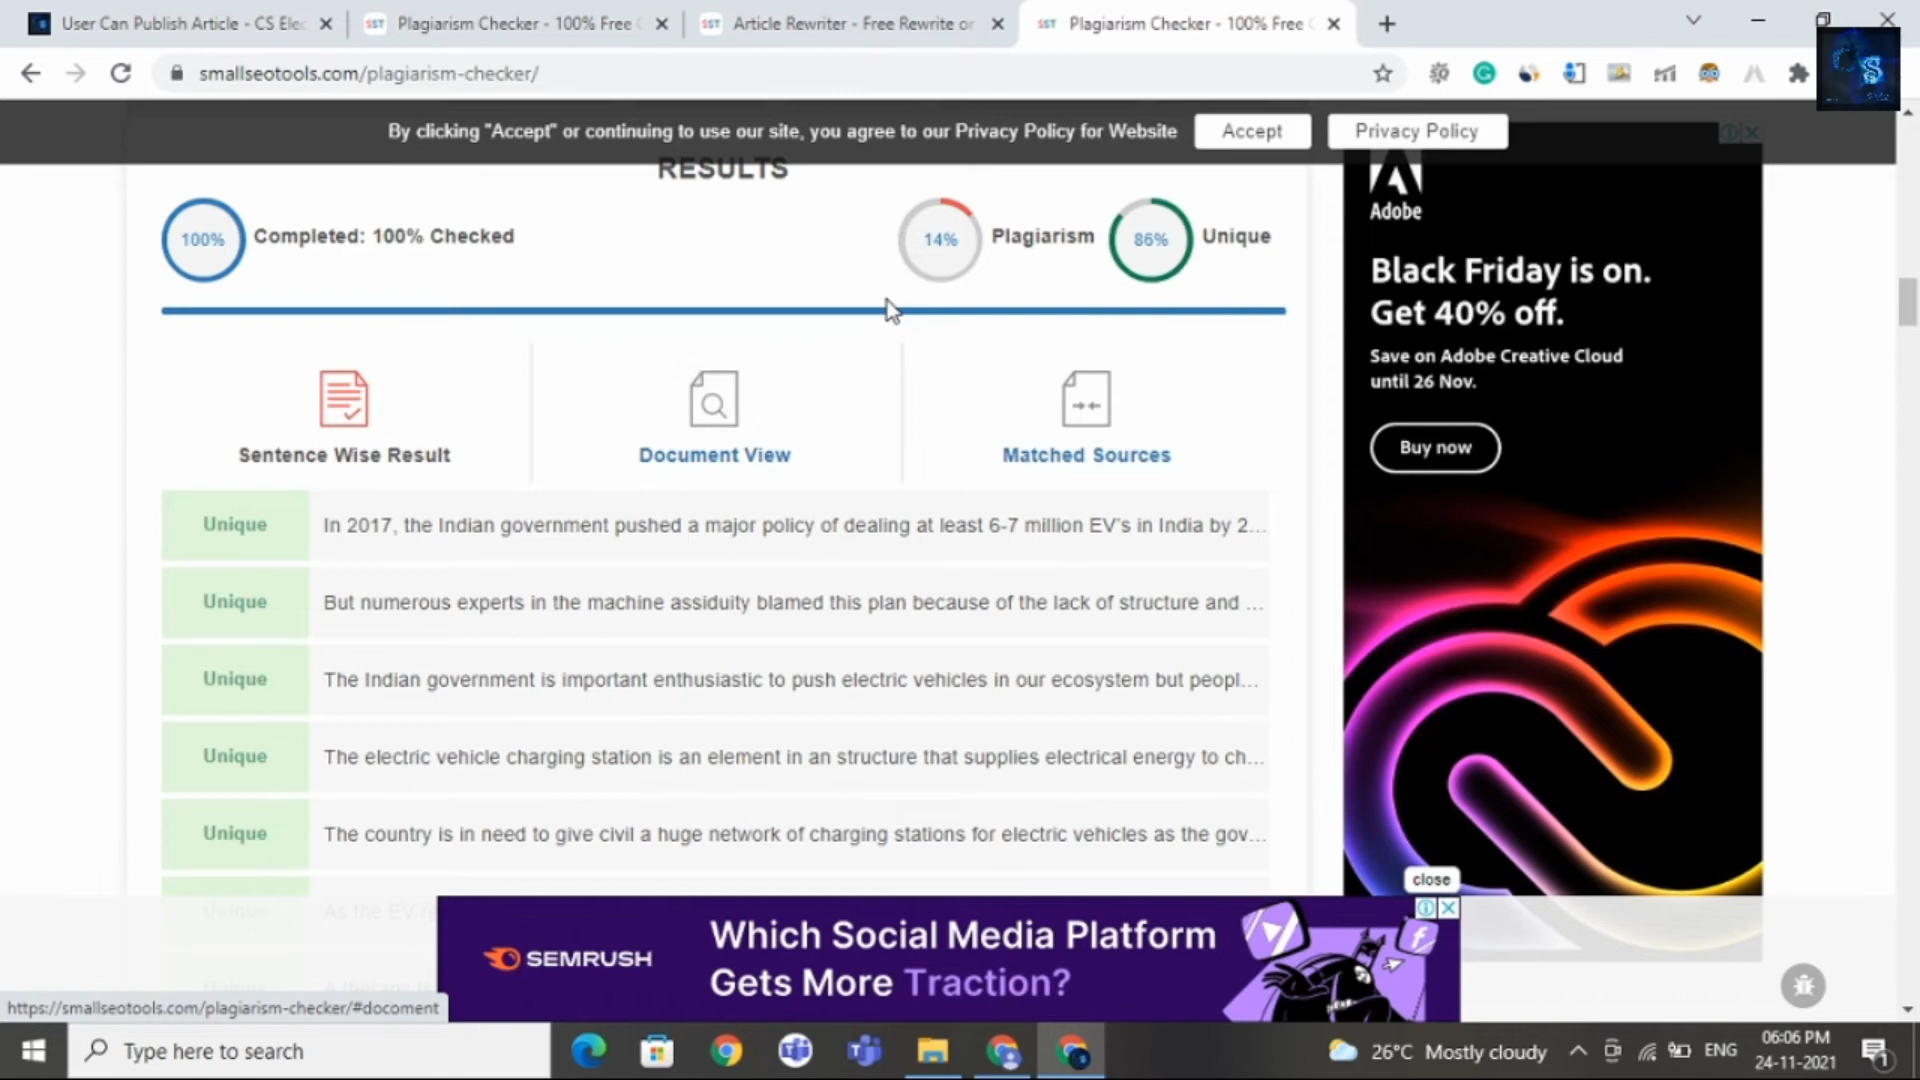 User Can Publish Article - CS Elec
Plagiarism Checker - 100% Free
Article Rewriter - Free Rewrite or
Plagiarism Checker - 100% Free
smallseotools.com/plagiarism-checker/
By clicking "Accept" or continuing to use our site, you agree to our Privacy Policy for Website
Accept
Privacy Policy
RESULTS
100%
Completed: 100% Checked
14%
Plagiarism
86%
Unique
Sentence Wise Result
Document View
Matched Sources
Unique
In 2017, the Indian government pushed a major policy of dealing at least 6-7 million EV's in India by 2...
Unique
But numerous experts in the machine assiduity blamed this plan because of the lack of structure and ...
Unique
The Indian government is important enthusiastic to push electric vehicles in our ecosystem but peopl...
Unique
The electric vehicle charging station is an element in an structure that supplies electrical energy to ch...
Unique
The country is in need to give civil a huge network of charging stations for electric vehicles as the gov...
Unique
As the EV
Adobe
Black Friday is on.
Get 40% off.
Save on Adobe Creative Cloud
until 26 Nov.
Buy now
close
SEMRUSH
Which Social Media Platform
Gets More Traction?
https://smallseotools.com/plagiarism-checker/#docoment
Type here to search
26°C Mostly cloudy
ENG
06:06 PM
24-11-2021
1